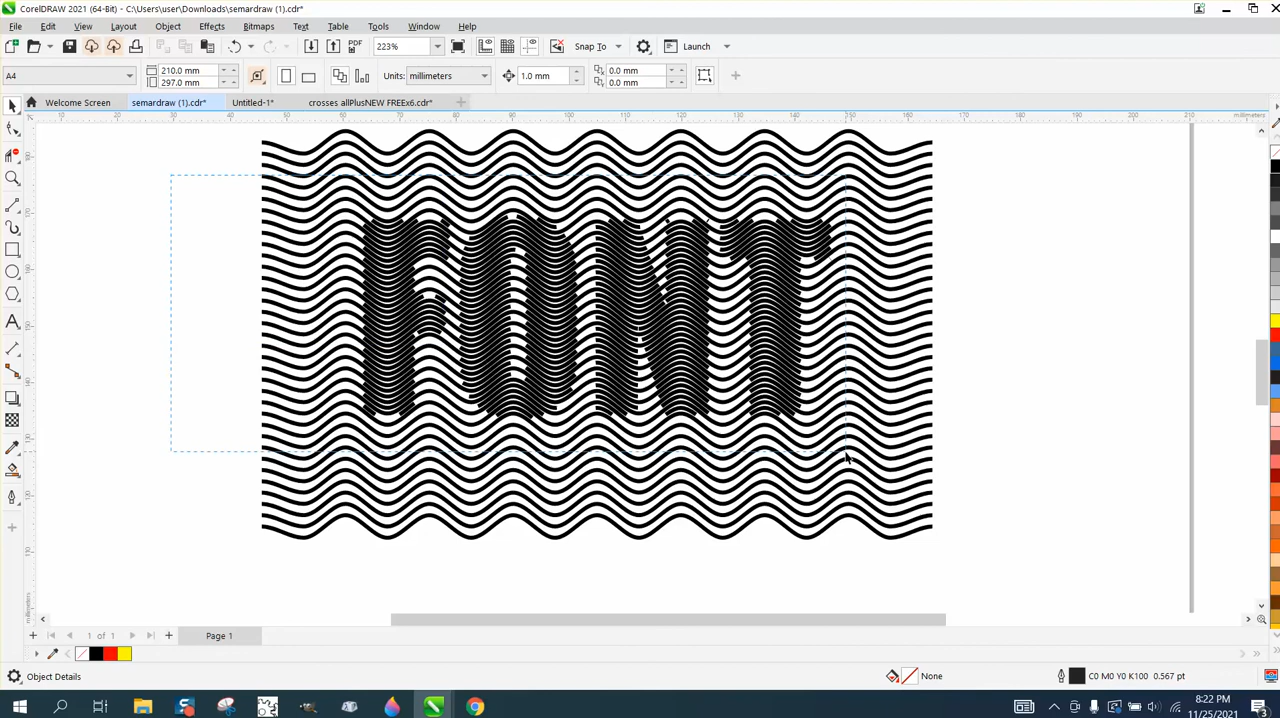 CorelDRAW 2021 (64-Bit) - C:\Users\user\Downloads\semardraw (1).cdr*
File Edit View Layout Object Effects Bitmaps Text Table Tools Window Help
PDF 223% Snap To Launch
A4 210.0 mm 297.0 mm Units: millimeters 1.0 mm 0.0 mm 0.0 mm
Welcome Screen semardraw (1).cdr* Untitled-1* crosses allPlusNEW FREEx6.cdr*
FONT
1 of 1 Page 1
Object Details None C0 M0 Y0 K100 0.567 pt
8:22 PM
11/25/2021